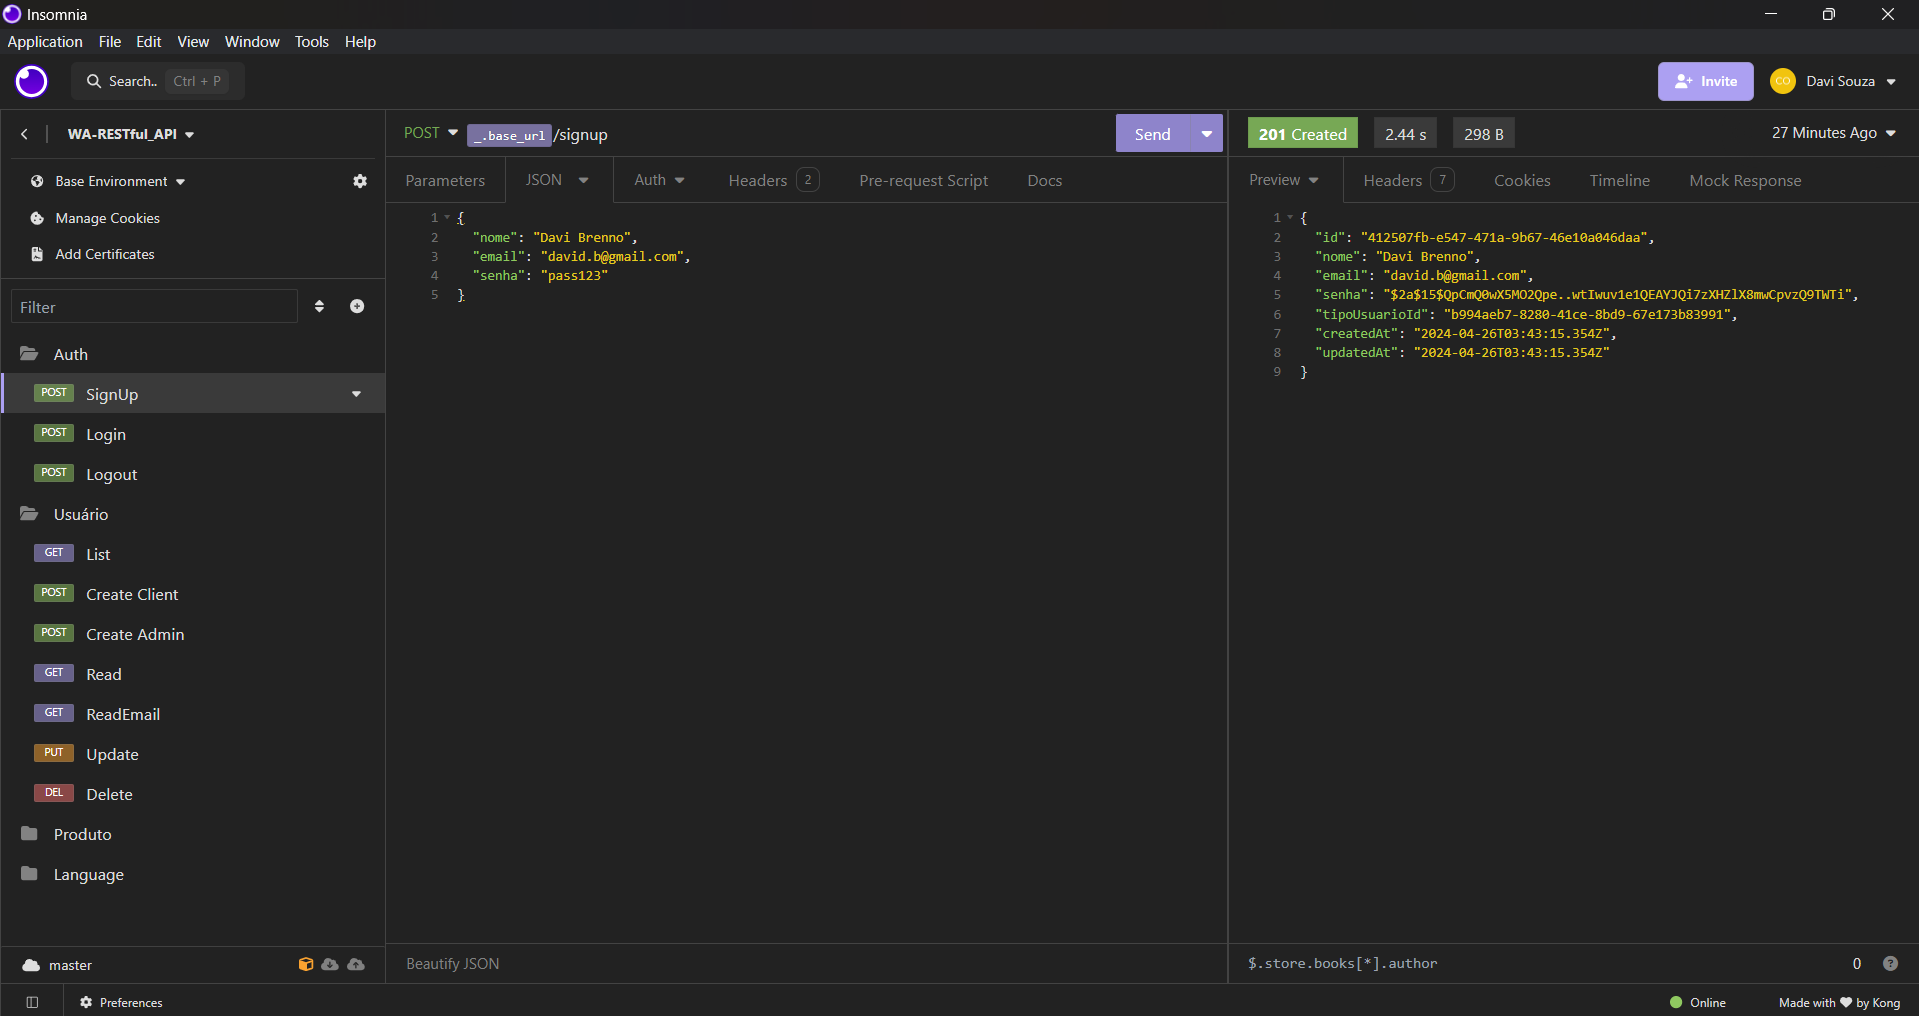 Insomnia
Application File Edit View Window Tools Help
Search.. Ctrl + P
Invite
CO
Davi Souza
WA-RESTful_API
Base Environment
Manage Cookies
Add Certificates
Filter
Auth
POST SignUp
POST Login
POST Logout
Usuário
GET List
POST Create Client
POST Create Admin
GET Read
GET ReadEmail
PUT Update
DEL Delete
Produto
Language
master
POST _.base_url /signup
Send
Parameters JSON Auth Headers 2 Pre-request Script Docs
1 {
2 "nome": "Davi Brenno",
3 "email": "david.b@gmail.com",
4 "senha": "pass123"
5 }
Beautify JSON
201 Created 2.44 s 298 B 27 Minutes Ago
Preview Headers 7 Cookies Timeline Mock Response
1 {
2 "id": "412507fb-e547-471a-9b67-46e10a046daa",
3 "nome": "Davi Brenno",
4 "email": "david.b@gmail.com",
5 "senha": "$2a$15$QpCmQ0wX5MO2Qpe..wtIwuv1e1QEAYJQi7zXHZlX8mwCpvzQ9TWTi",
6 "tipoUsuarioId": "b994aeb7-8280-41ce-8bd9-67e173b83991",
7 "createdAt": "2024-04-26T03:43:15.354Z",
8 "updatedAt": "2024-04-26T03:43:15.354Z"
9 }
$.store.books[*].author 0 ?
Preferences
Online
Made with ♥ by Kong